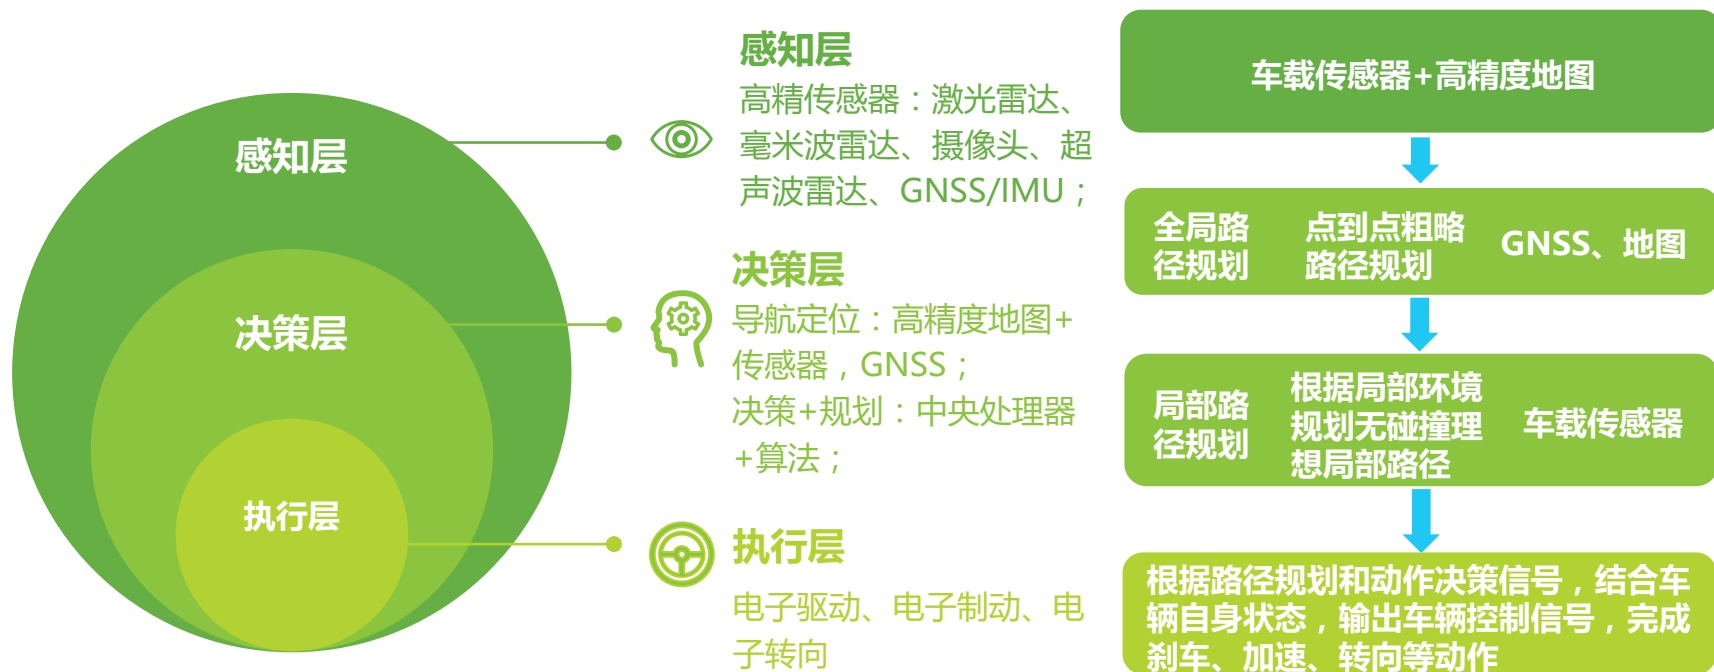 感知层
决策层
执行层
感知层
高精传感器：激光雷达、
毫米波雷达、摄像头、超
声波雷达、GNSS/IMU；
决策层
导航定位：高精度地图+
传感器，GNSS；
决策+规划：中央处理器
+算法；
执行层
电子驱动、电子制动、电
子转向
车载传感器+高精度地图
全局路
径规划
点到点粗略
路径规划
GNSS、地图
局部路
径规划
根据局部环境
规划无碰撞理
想局部路径
车载传感器
根据路径规划和动作决策信号，结合车
辆自身状态，输出车辆控制信号，完成
刹车、加速、转向等动作